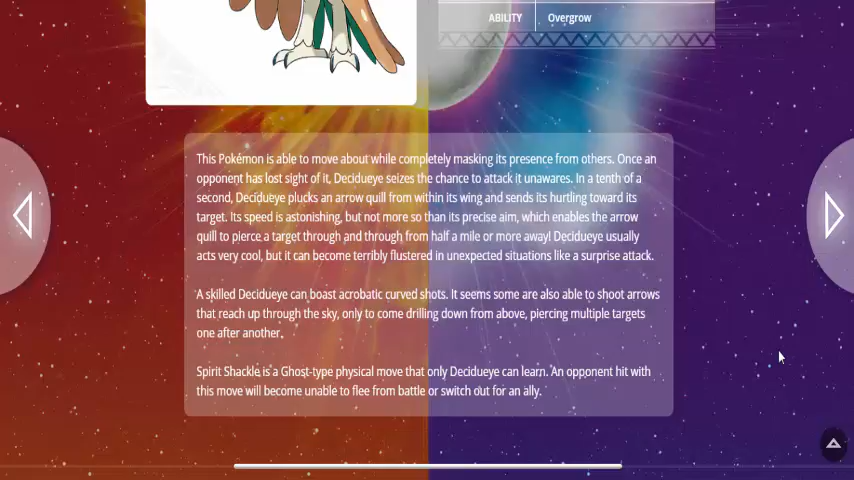 ABILITY Overgrow
This Pokémon is able to move about while completely masking its presence from others. Once an
opponent has lost sight of it, Decidueye seizes the chance to attack it unawares. In a tenth of a
second, Decidueye plucks an arrow quill from within its wing and sends its hurtling toward its
target. Its speed is astonishing, but not more so than its precise aim, which enables the arrow
quill to pierce a target through and through from half a mile or more away! Decidueye usually
acts very cool, but it can become terribly flustered in unexpected situations like a surprise attack.
A skilled Decidueye can boast acrobatic curved shots. It seems some are also able to shoot arrows
that reach up through the sky, only to come drilling down from above, piercing multiple targets
one after another.
Spirit Shackle is a Ghost-type physical move that only Decidueye can learn. An opponent hit with
this move will become unable to flee from battle or switch out for an ally.